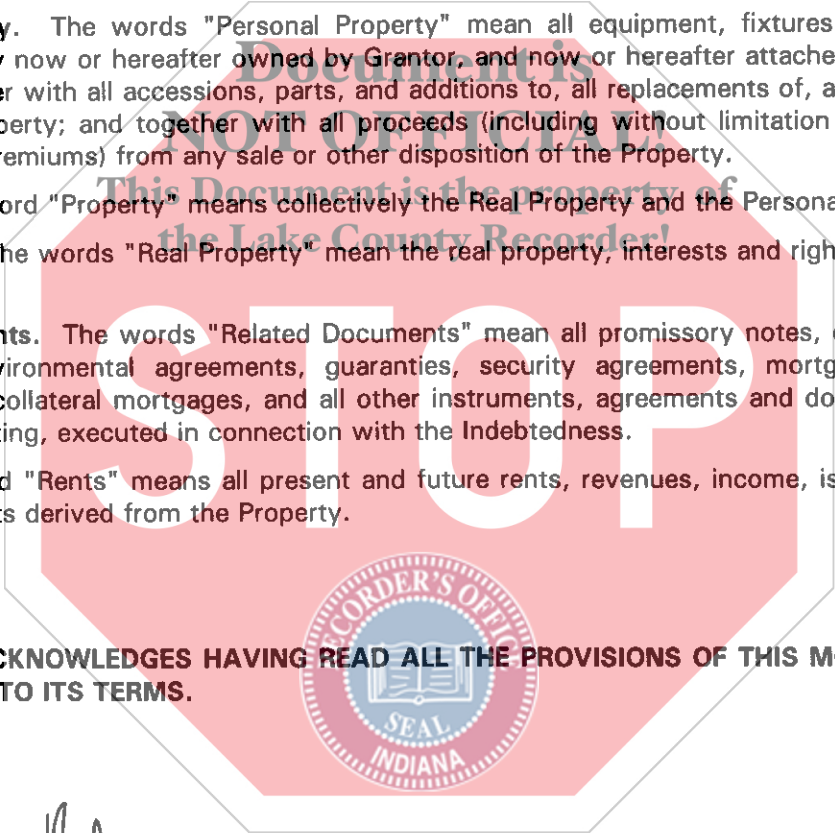 y. The words "Personal Property" mean all equipment, fixtures
now or hereafter owned by Grantor, and now or hereafter attache
er with all accessions, parts, and additions to, all replacements of, a
perty; and together with all proceeds (including without limitation
remiums) from any sale or other disposition of the Property.
ord "Property" means collectively the Real Property and the Persona
he words "Real Property" mean the real property, interests and righ
nts. The words "Related Documents" mean all promissory notes,
vironmental agreements, guaranties, security agreements, mortg
collateral mortgages, and all other instruments, agreements and do
ting, executed in connection with the Indebtedness.
d "Rents" means all present and future rents, revenues, income, is
ts derived from the Property.
CKNOWLEDGES HAVING READ ALL THE PROVISIONS OF THIS M
TO ITS TERMS.
Document is
NOT OFFICIAL!
This Document is the property of
the Lake County Recorder!
STOP
RECORDER'S OFFICE
SEAL
INDIANA